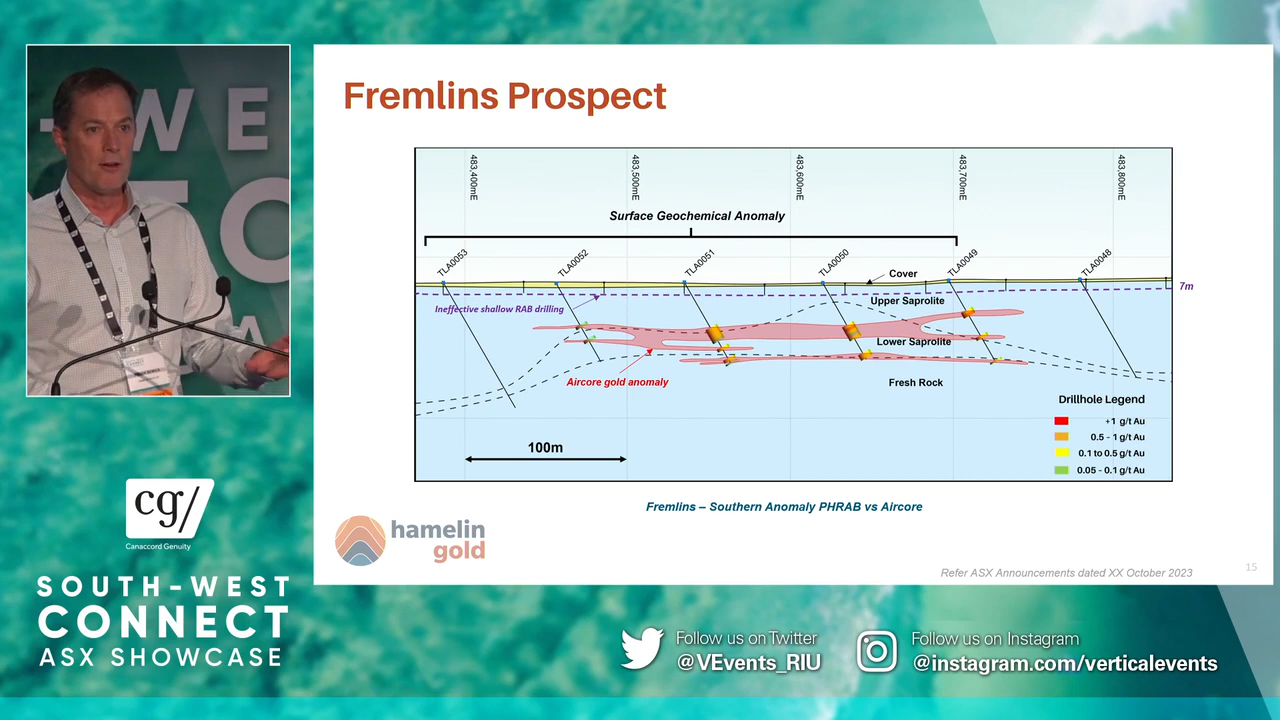 W E
Fremlins Prospect
483,400mE
483,500mE
483,600mE
483,700mE
483,800mE
Surface Geochemical Anomaly
TLA0053
TLA0052
TLA0051
TLA0050
TLA0049
TLA0048
Cover
7m
Ineffective shallow RAB drilling
Upper Saprolite
Lower Saprolite
Aircore gold anomaly
Fresh Rock
Drillhole Legend
+1 g/t Au
0.5 - 1 g/t Au
0.1 to 0.5 g/t Au
0.05 - 0.1 g/t Au
100m
Fremlins – Southern Anomaly PHRAB vs Aircore
hamelin
gold
Refer ASX Announcements dated XX October 2023
15
cg/
Canaccord Genuity
SOUTH-WEST
CONNECT
ASX SHOWCASE
Follow us on Twitter
@VEvents_RIU
Follow us on Instagram
@instagram.com/verticalevents